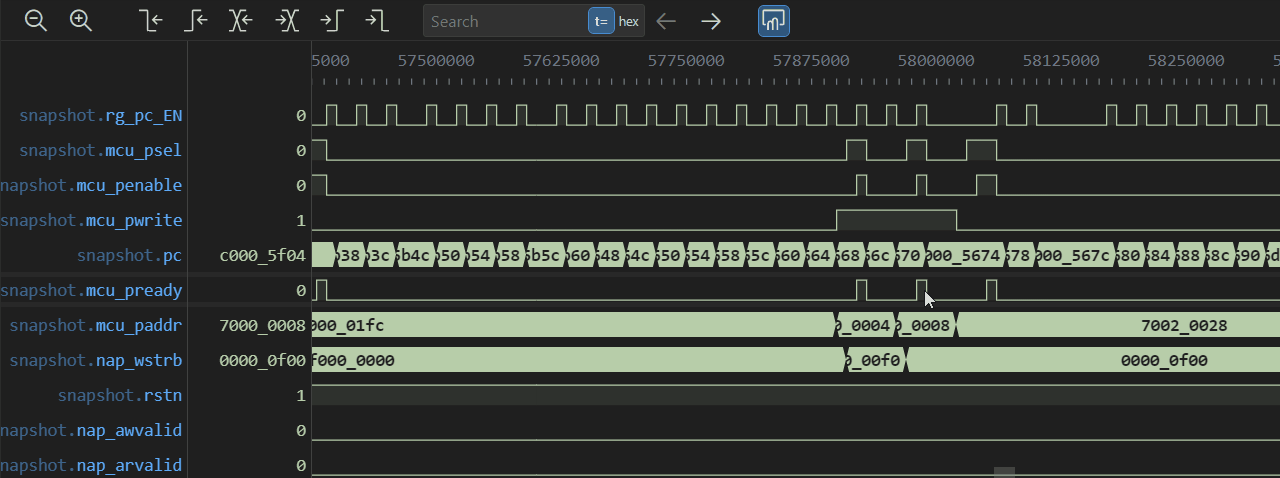 Search t= hex
5000 57500000 57625000 57750000 57875000 58000000 58125000 58250000 5
snapshot.rg_pc_EN 0
snapshot.mcu_psel 0
napshot.mcu_penable 0
snapshot.mcu_pwrite 1
snapshot.pc c000_5f04 38 3c b4c 50 54 58 b5c 60 48 4c 50 54 58 5c 60 64 68 6c 70 000_5674 78 000_567c 80 84 88 8c 90 d
snapshot.mcu_pready 0
snapshot.mcu_paddr 7000_0008 000_01fc 0_0004 0_0008 7002_0028
snapshot.nap_wstrb 0000_0f00 f000_0000 0_00f0 0000_0f00
snapshot.rstn 1
napshot.nap_awvalid 0
napshot.nap_arvalid 0